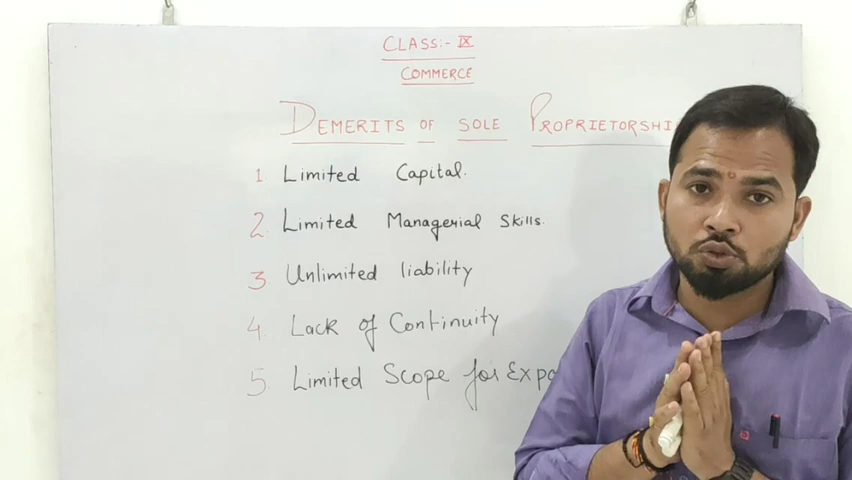 CLASS:- IX
COMMERCE
DEMERITS OF SOLE PROPRIETORSHI
1 Limited Capital.
2. Limited Managerial Skills.
3 Unlimited liability
4. Lack of Continuity
5 Limited Scope for Expa